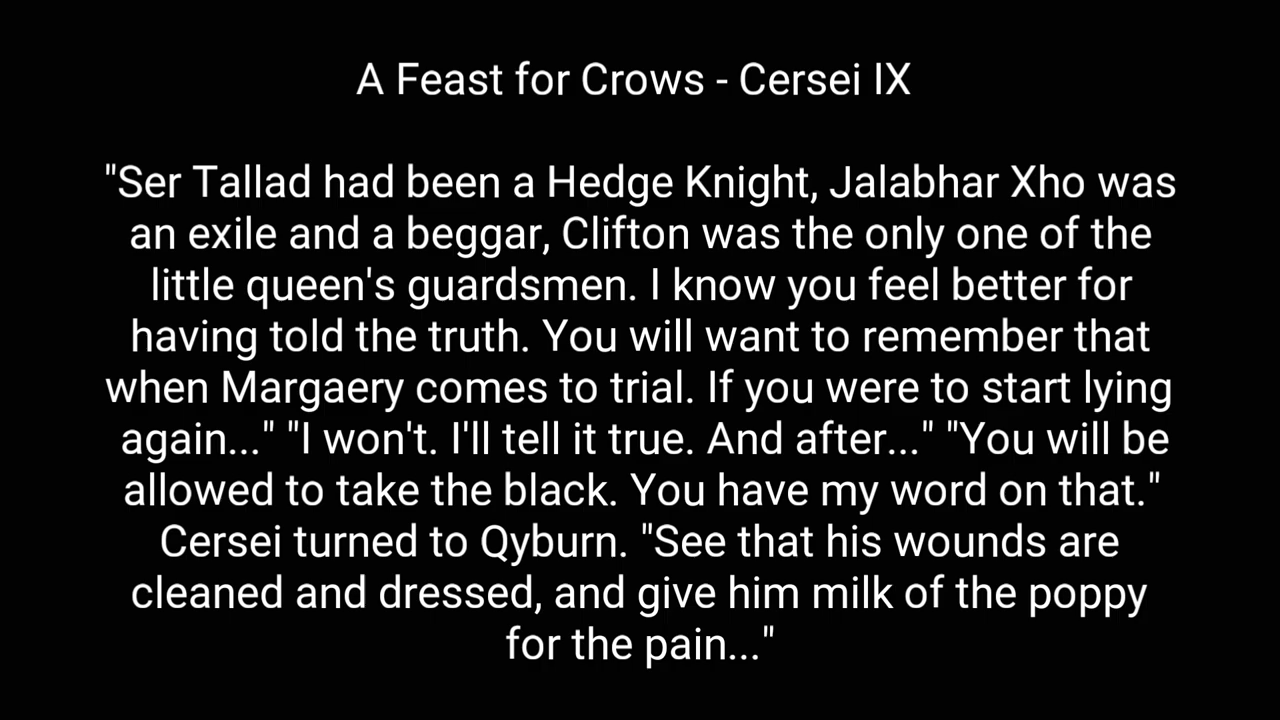 A Feast for Crows - Cersei IX
"Ser Tallad had been a Hedge Knight, Jalabhar Xho was
an exile and a beggar, Clifton was the only one of the
little queen's guardsmen. I know you feel better for
having told the truth. You will want to remember that
when Margaery comes to trial. If you were to start lying
again..." "I won't. I'll tell it true. And after..." "You will be
allowed to take the black. You have my word on that."
Cersei turned to Qyburn. "See that his wounds are
cleaned and dressed, and give him milk of the poppy
for the pain..."